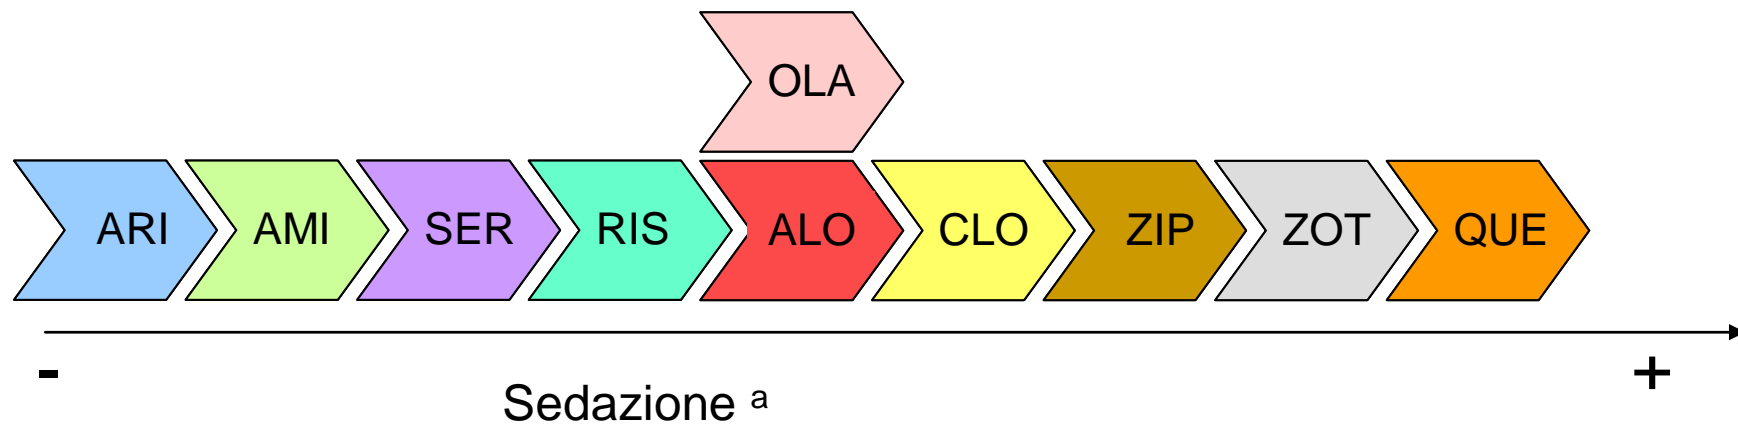 OLA
ARI AMI SER RIS ALO CLO ZIP ZOT QUE
- +
Sedazione ᵃ